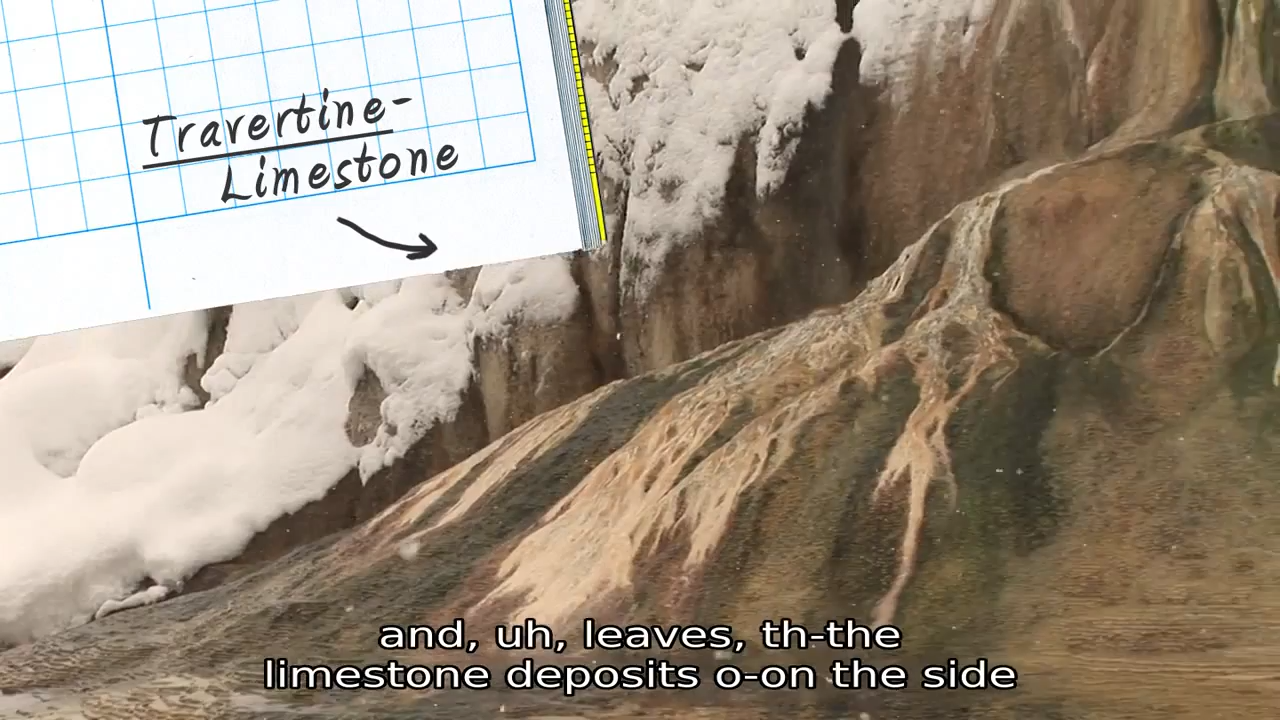 Travertine-
Limestone
and, uh, leaves, th-the
limestone deposits o-on the side